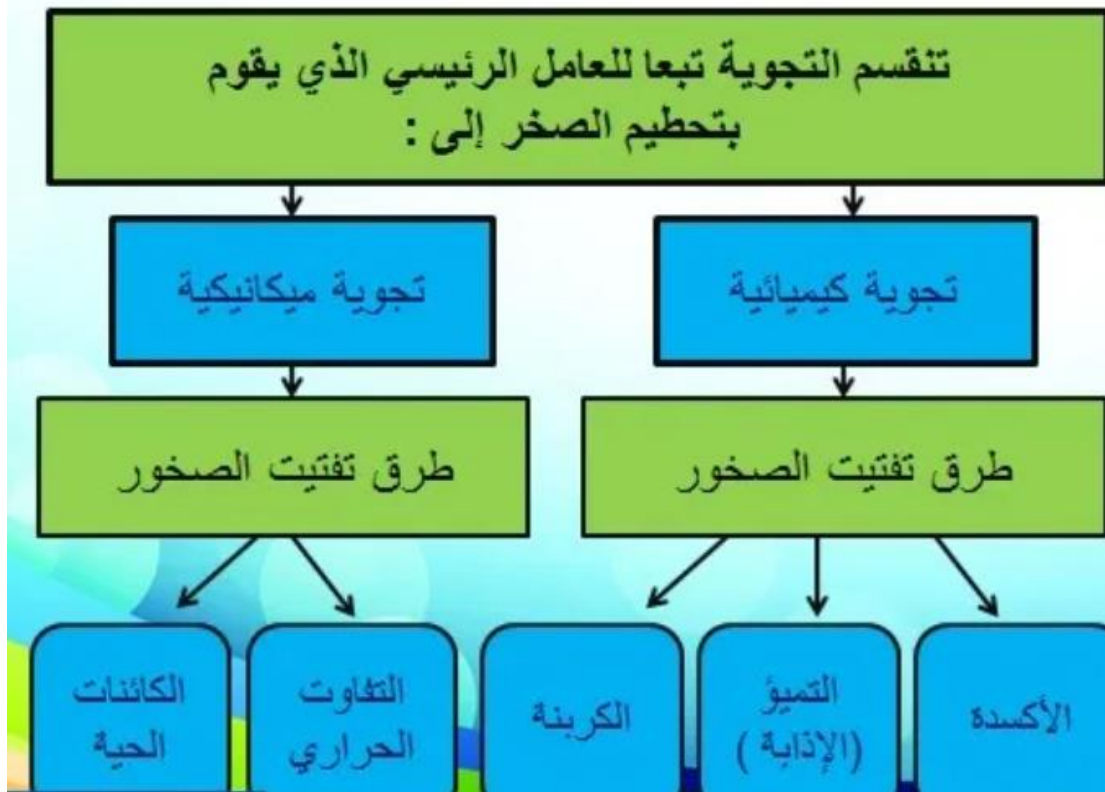 تنقسم التجوية تبعا للعامل الرئيسي الذي يقوم
بتحطيم الصخر إلى :
تجوية كيميائية
تجوية ميكانيكية
طرق تفتيت الصخور
طرق تفتيت الصخور
الأكسدة
التميؤ
(الإذابة )
الكربنة
التفاوت
الحراري
الكائنات
الحية